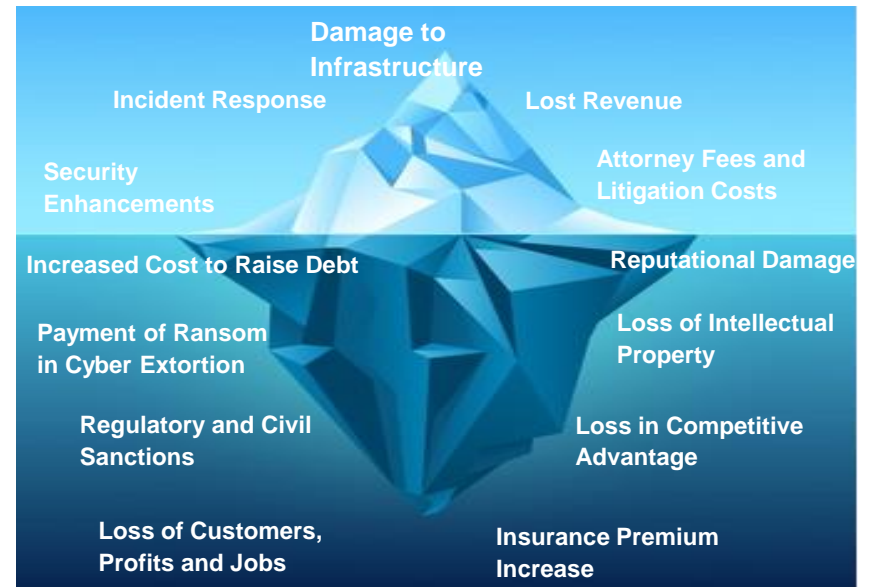 Damage to
Infrastructure
Incident Response
Lost Revenue
Security
Enhancements
Attorney Fees and
Litigation Costs
Increased Cost to Raise Debt
Reputational Damage
Payment of Ransom
in Cyber Extortion
Loss of Intellectual
Property
Regulatory and Civil
Sanctions
Loss in Competitive
Advantage
Loss of Customers,
Profits and Jobs
Insurance Premium
Increase